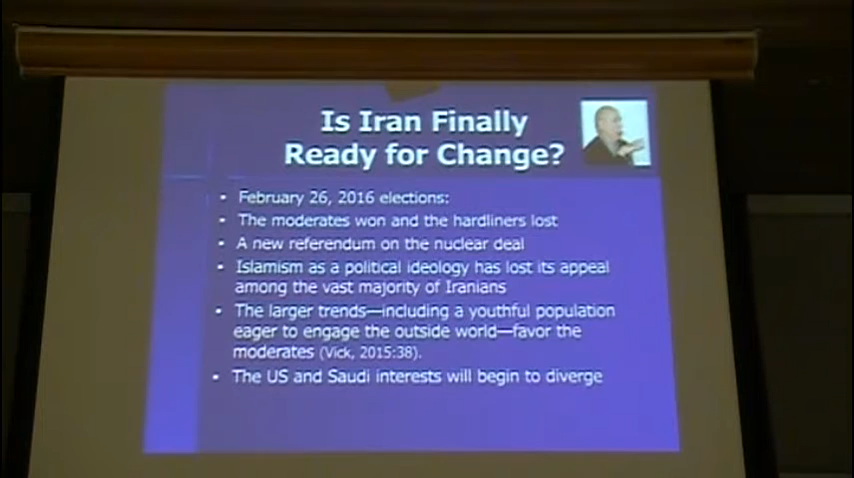 Is Iran Finally
Ready for Change?
▪ February 26, 2016 elections:
▪ The moderates won and the hardliners lost
▪ A new referendum on the nuclear deal
▪ Islamism as a political ideology has lost its appeal
among the vast majority of Iranians
▪ The larger trends—including a youthful population
eager to engage the outside world—favor the
moderates (Vick, 2015:38).
▪ The US and Saudi interests will begin to diverge